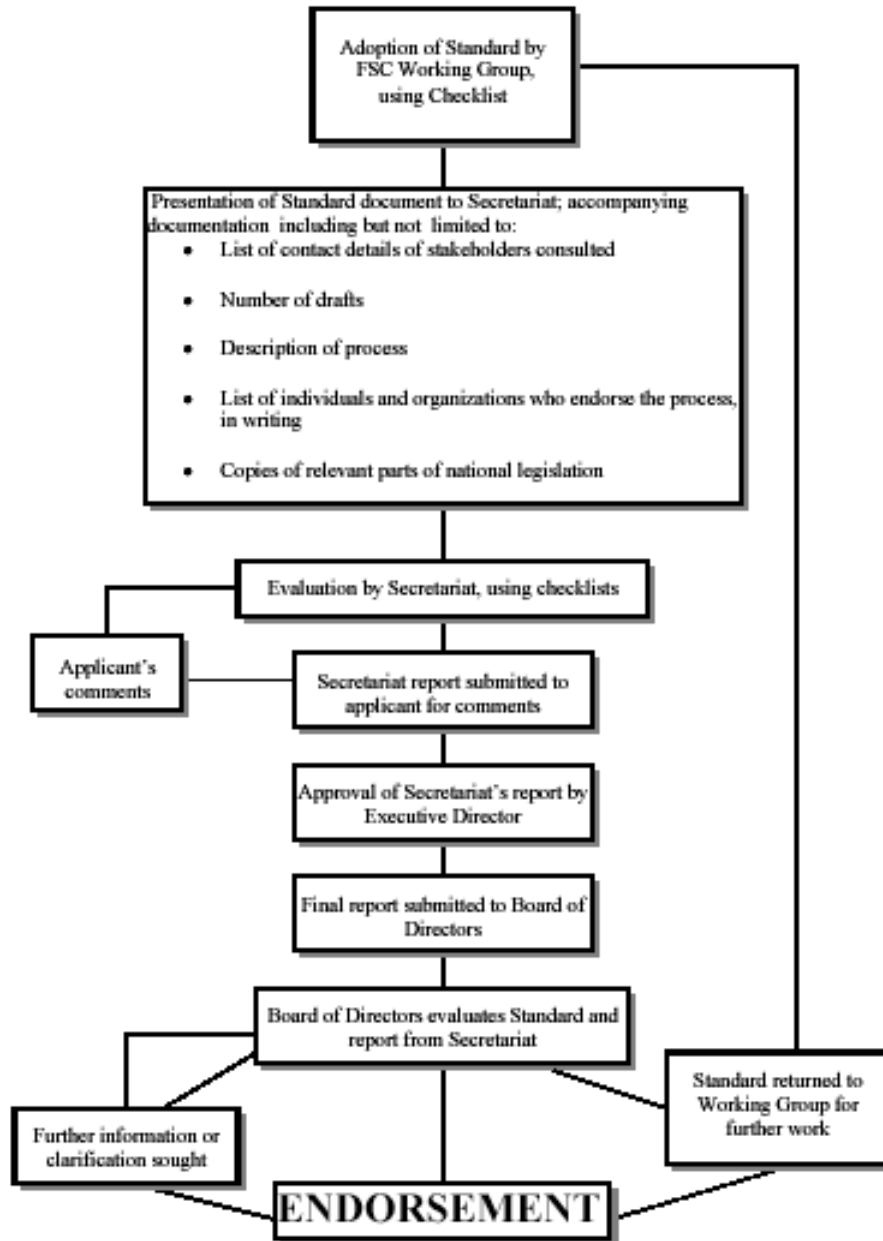 Adoption of Standard by
FSC Working Group,
using Checklist
Presentation of Standard document to Secretariat; accompanying
documentation including but not limited to:
• List of contact details of stakeholders consulted
• Number of drafts
• Description of process
• List of individuals and organizations who endorse the process,
in writing
• Copies of relevant parts of national legislation
Evaluation by Secretariat, using checklists
Applicant's
comments
Secretariat report submitted to
applicant for comments
Approval of Secretariat's report by
Executive Director
Final report submitted to Board of
Directors
Board of Directors evaluates Standard and
report from Secretariat
Standard returned to
Working Group for
further work
Further information or
clarification sought
ENDORSEMENT